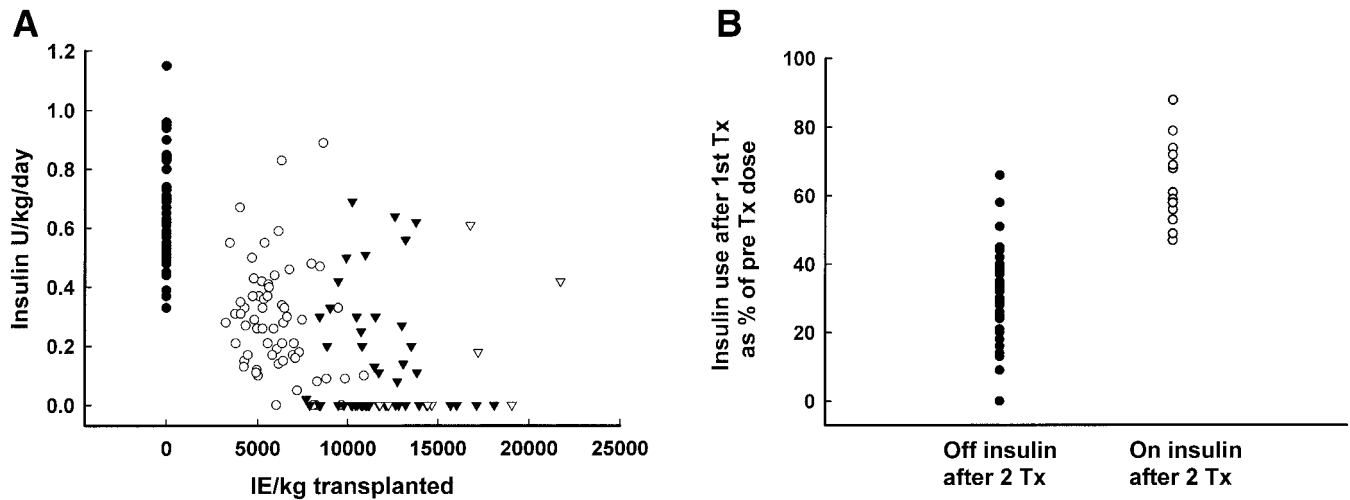 A
1.2
1.0
0.8
0.6
0.4
0.2
0.0
Insulin U/kg/day
0 5000 10000 15000 20000 25000
IE/kg transplanted
B
100
80
60
40
20
0
Insulin use after 1st Tx
as % of pre Tx dose
Off insulin
after 2 Tx
On insulin
after 2 Tx